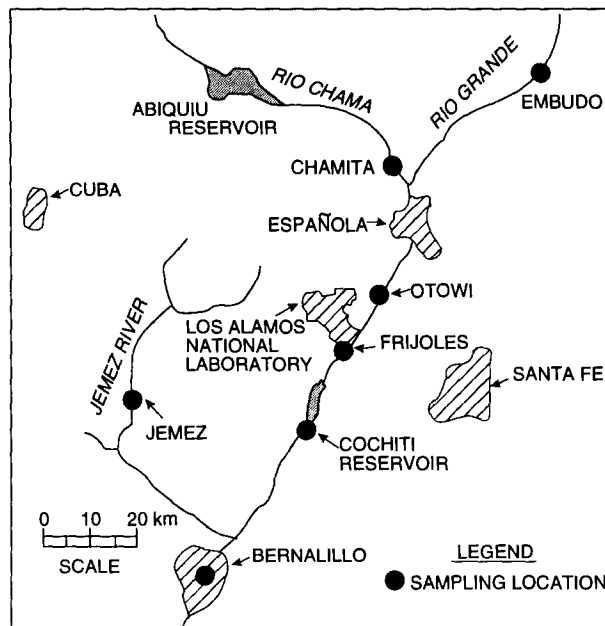 RIO CHAMA
RIO GRANDE
ABIQUIU
RESERVOIR
EMBUDO
CHAMITA
CUBA
ESPAÑOLA
OTOWI
LOS ALAMOS
NATIONAL
LABORATORY
FRIJOLES
JEMEZ RIVER
SANTA FE
JEMEZ
COCHITI
RESERVOIR
0 10 20 km
SCALE
BERNALILLO
LEGEND
SAMPLING LOCATION